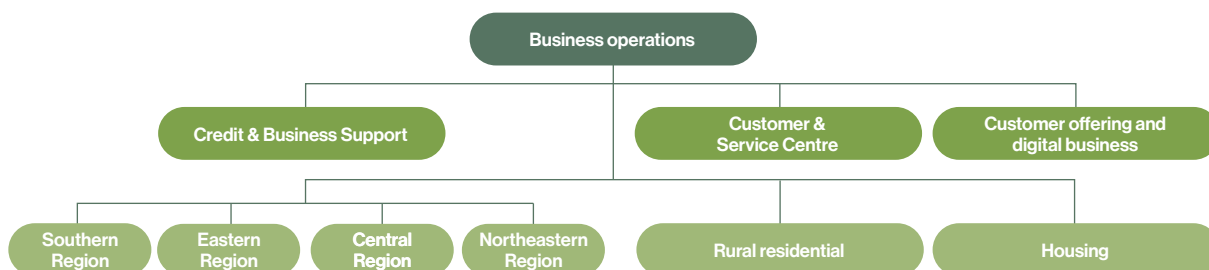 Business operations
Credit & Business Support
Customer &
Service Centre
Customer offering and
digital business
Southern
Region
Eastern
Region
Central
Region
Northeastern
Region
Rural residential
Housing